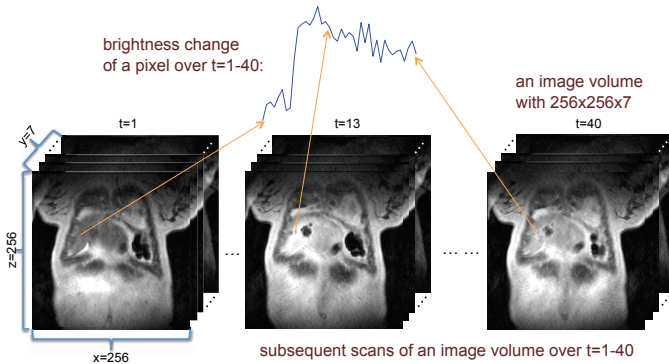 brightness change
of a pixel over t=1-40:
an image volume
with 256x256x7
y=7
t=1
t=13
t=40
z=256
...
... ...
x=256
subsequent scans of an image volume over t=1-40